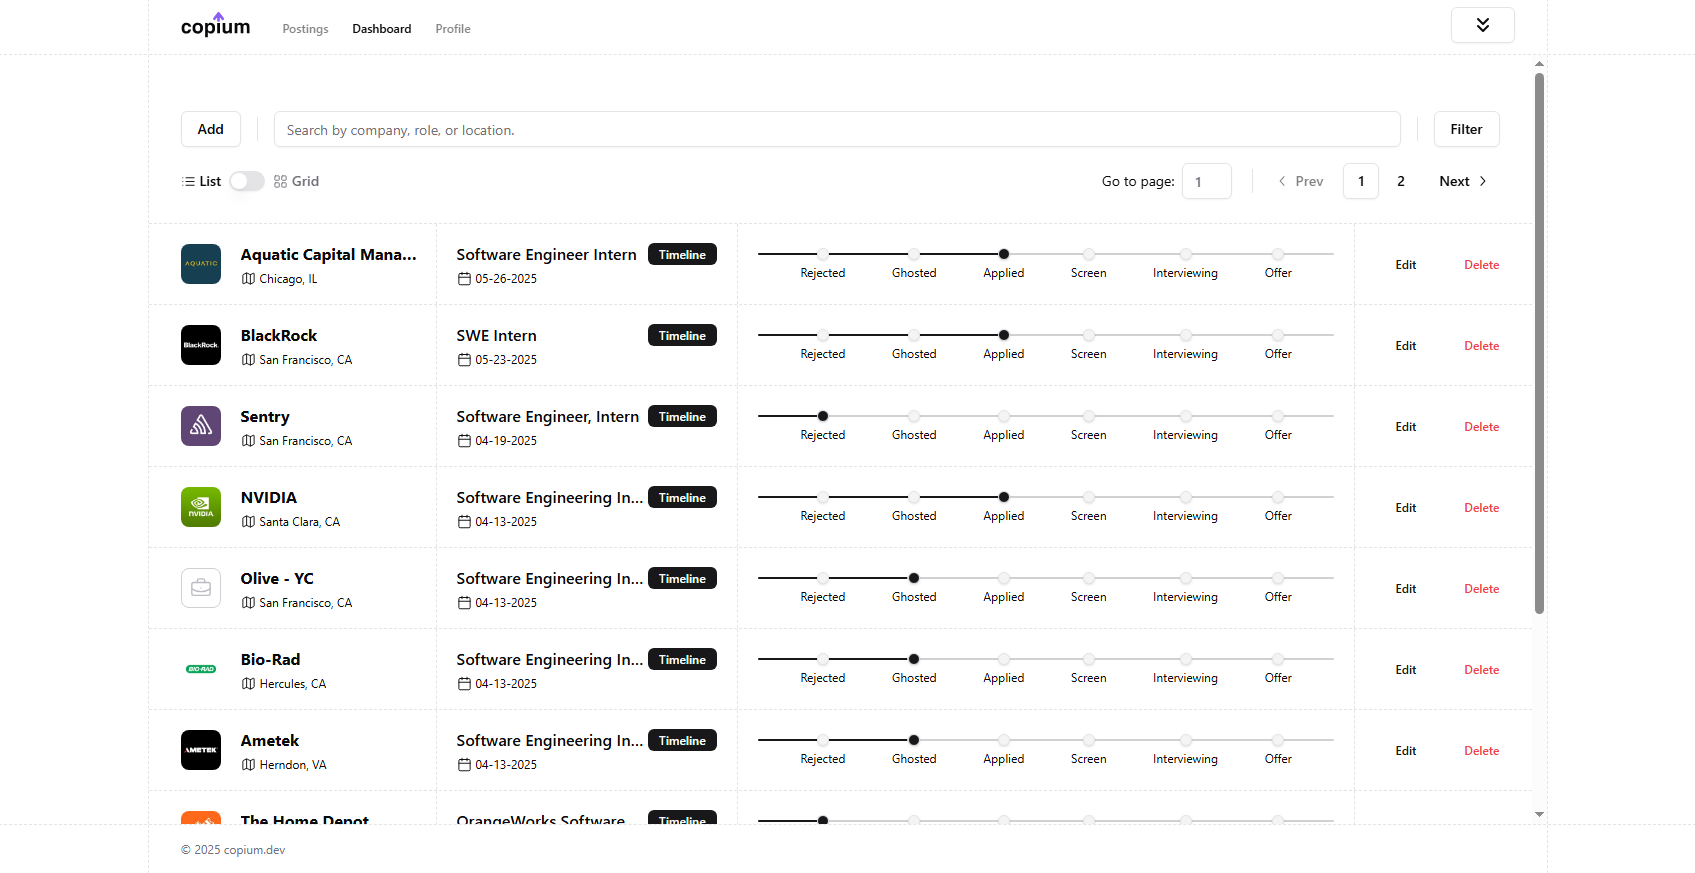 copium Postings Dashboard Profile
Add Search by company, role, or location. Filter
List Grid Go to page: 1 Prev 1 2 Next
AQUATIC Aquatic Capital Mana... Software Engineer Intern Timeline
Chicago, IL 05-26-2025 Rejected Ghosted Applied Screen Interviewing Offer Edit Delete
BlackRock. BlackRock SWE Intern Timeline
San Francisco, CA 05-23-2025 Rejected Ghosted Applied Screen Interviewing Offer Edit Delete
Sentry Software Engineer, Intern Timeline
San Francisco, CA 04-19-2025 Rejected Ghosted Applied Screen Interviewing Offer Edit Delete
NVIDIA NVIDIA Software Engineering In... Timeline
Santa Clara, CA 04-13-2025 Rejected Ghosted Applied Screen Interviewing Offer Edit Delete
Olive - YC Software Engineering In... Timeline
San Francisco, CA 04-13-2025 Rejected Ghosted Applied Screen Interviewing Offer Edit Delete
BIO-RAD Bio-Rad Software Engineering In... Timeline
Hercules, CA 04-13-2025 Rejected Ghosted Applied Screen Interviewing Offer Edit Delete
AMETEK Ametek Software Engineering In... Timeline
Herndon, VA 04-13-2025 Rejected Ghosted Applied Screen Interviewing Offer Edit Delete
The Home Depot OrangeWorks Software Timeline
© 2025 copium.dev